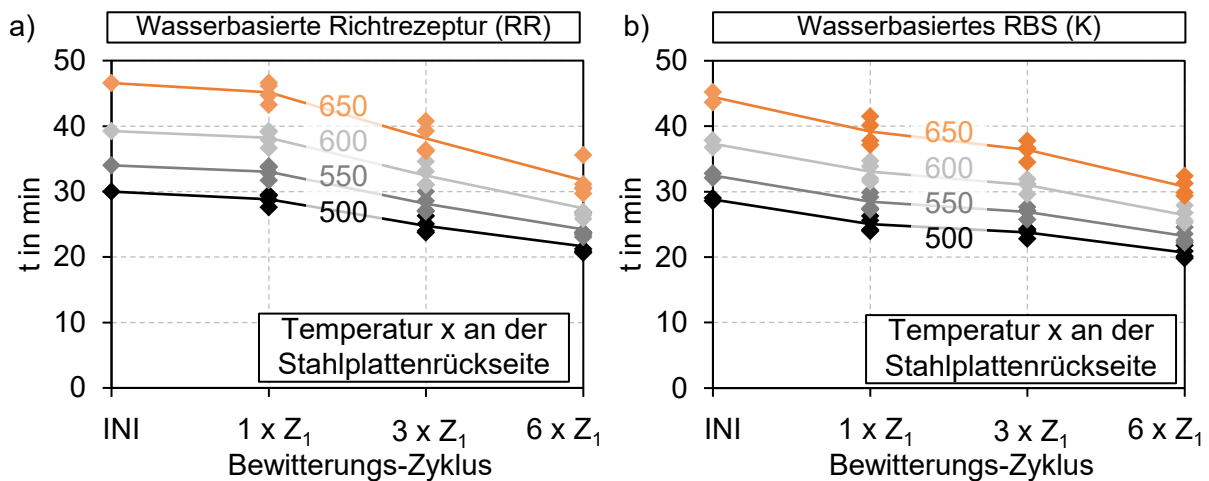 a)
Wasserbasierte Richtrezeptur (RR)
50
40
30
20
10
0
t in min
650
600
550
500
Temperatur x an der
Stahlplattenrückseite
INI
1 x Z₁
3 x Z₁
6 x Z₁
Bewitterungs-Zyklus
b)
Wasserbasiertes RBS (K)
50
40
30
20
10
0
t in min
650
600
550
500
Temperatur x an der
Stahlplattenrückseite
INI
1 x Z₁
3 x Z₁
6 x Z₁
Bewitterungs-Zyklus